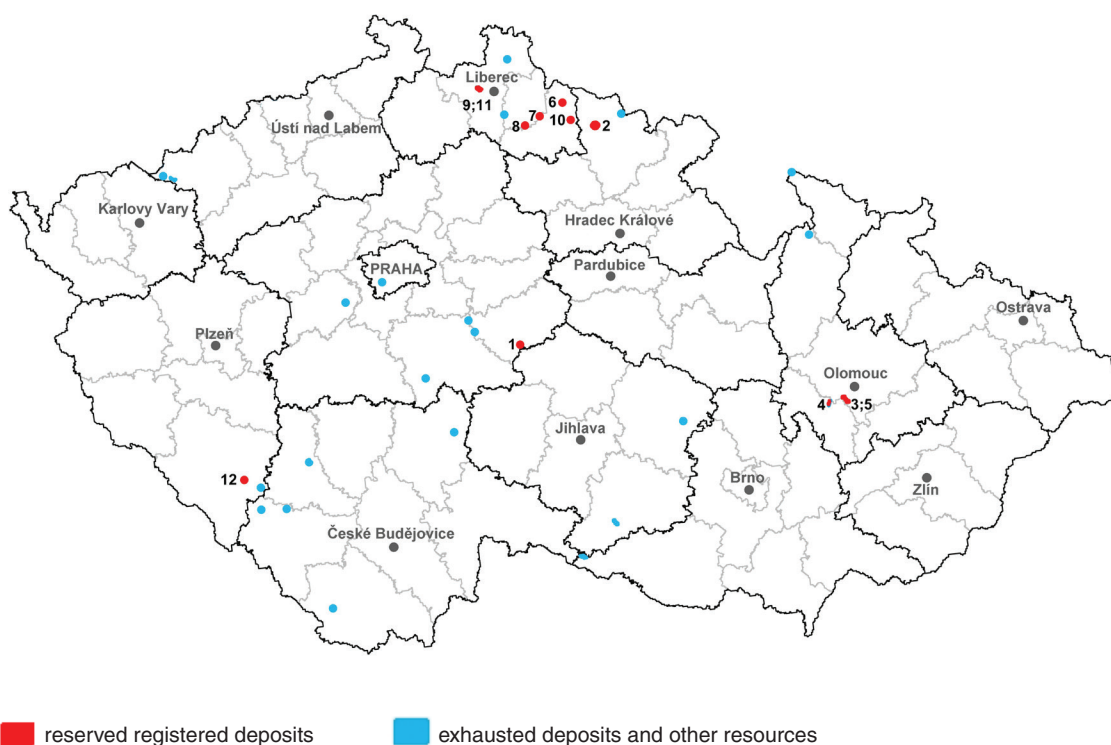 Liberec
9;11
6
7
8
10
2
Ústí nad Labem
Karlovy Vary
Hradec Králové
PRAHA
Pardubice
Plzeň
1
Ostrava
Olomouc
4
3;5
Jihlava
12
Brno
Zlín
České Budějovice
reserved registered deposits
exhausted deposits and other resources